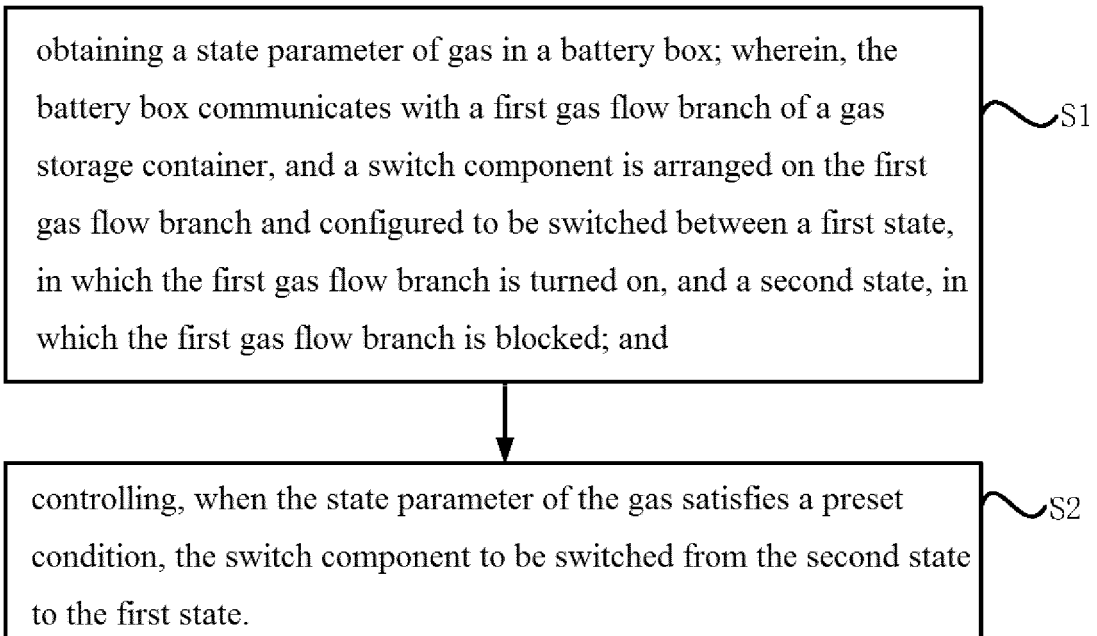 obtaining a state parameter of gas in a battery box; wherein, the
battery box communicates with a first gas flow branch of a gas
storage container, and a switch component is arranged on the first
gas flow branch and configured to be switched between a first state,
in which the first gas flow branch is turned on, and a second state, in
which the first gas flow branch is blocked; and
S1
controlling, when the state parameter of the gas satisfies a preset
condition, the switch component to be switched from the second state
to the first state.
S2